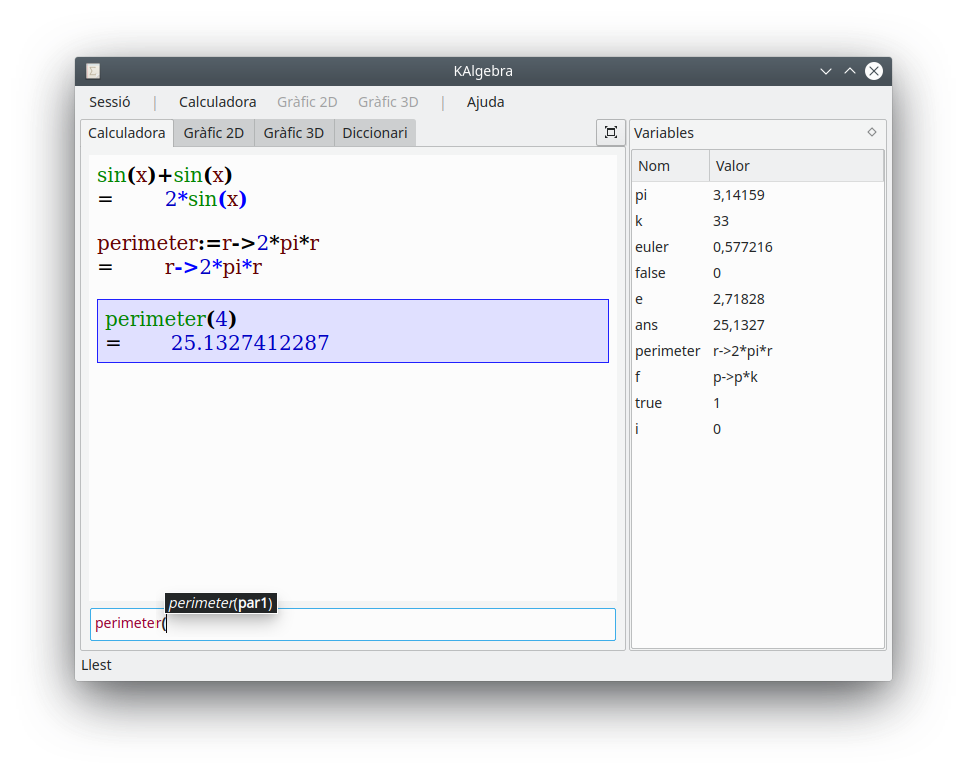 KAlgebra
Sessió | Calculadora Gràfic 2D Gràfic 3D | Ajuda
Calculadora Gràfic 2D Gràfic 3D Diccionari
sin(x)+sin(x)
= 2*sin(x)
perimeter:=r->2*pi*r
= r->2*pi*r
perimeter(4)
= 25.1327412287
perimeter(par1)
perimeter(
Variables
Nom Valor
pi 3,14159
k 33
euler 0,577216
false 0
e 2,71828
ans 25,1327
perimeter r->2*pi*r
f p->p*k
true 1
i 0
Llest